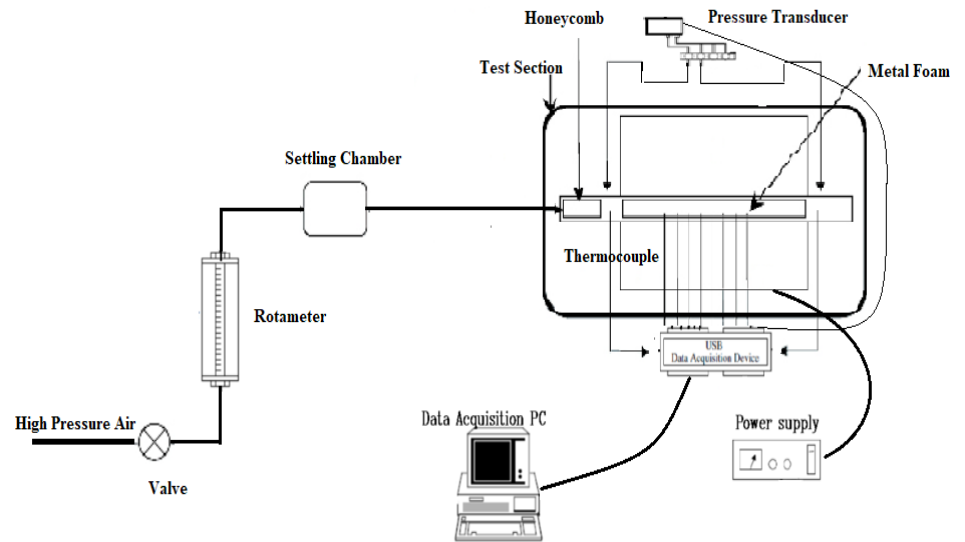 Honeycomb
Pressure Transducer
Test Section
Metal Foam
Settling Chamber
Thermocouple
Rotameter
USB
Data Acquisition Device
High Pressure Air
Data Acquisition PC
Power supply
Valve